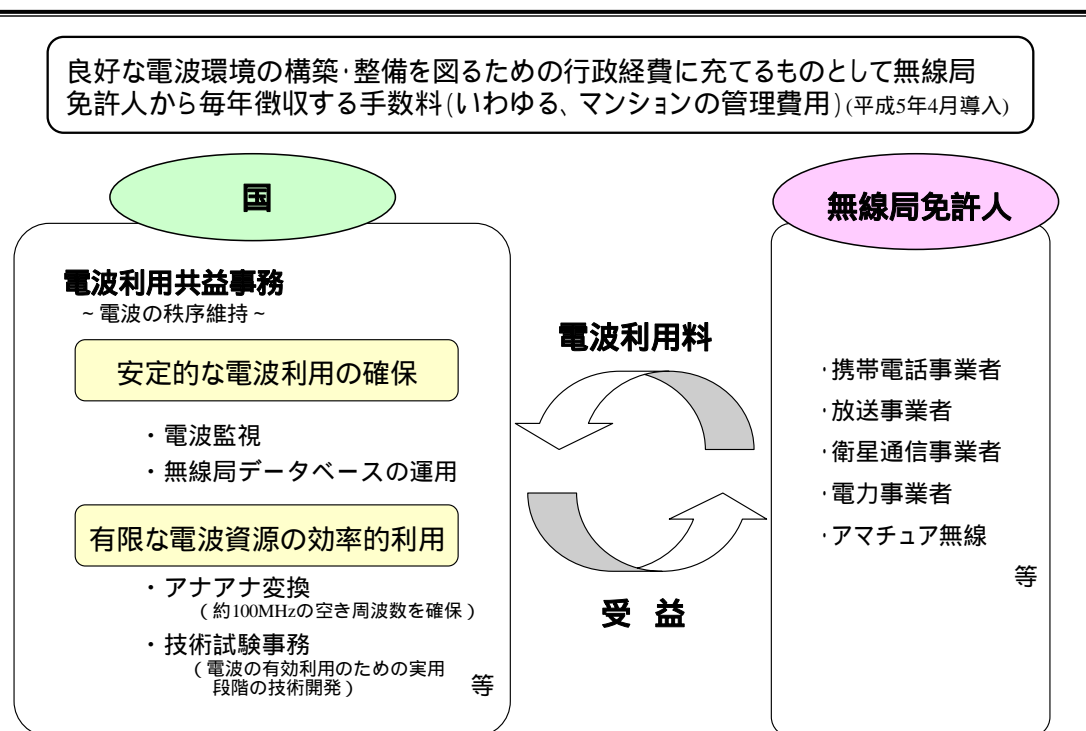 良好な電波環境の構築･整備を図るための行政経費に充てるものとして無線局
免許人から毎年徴収する手数料(いわゆる、マンションの管理費用)(平成5年4月導入)
国
電波利用共益事務
~電波の秩序維持~
安定的な電波利用の確保
・電波監視
・無線局データベースの運用
有限な電波資源の効率的利用
・アナアナ変換
(約100MHzの空き周波数を確保)
・技術試験事務
(電波の有効利用のための実用
段階の技術開発)
等
電波利用料
受 益
無線局免許人
･携帯電話事業者
･放送事業者
･衛星通信事業者
･電力事業者
･アマチュア無線
等